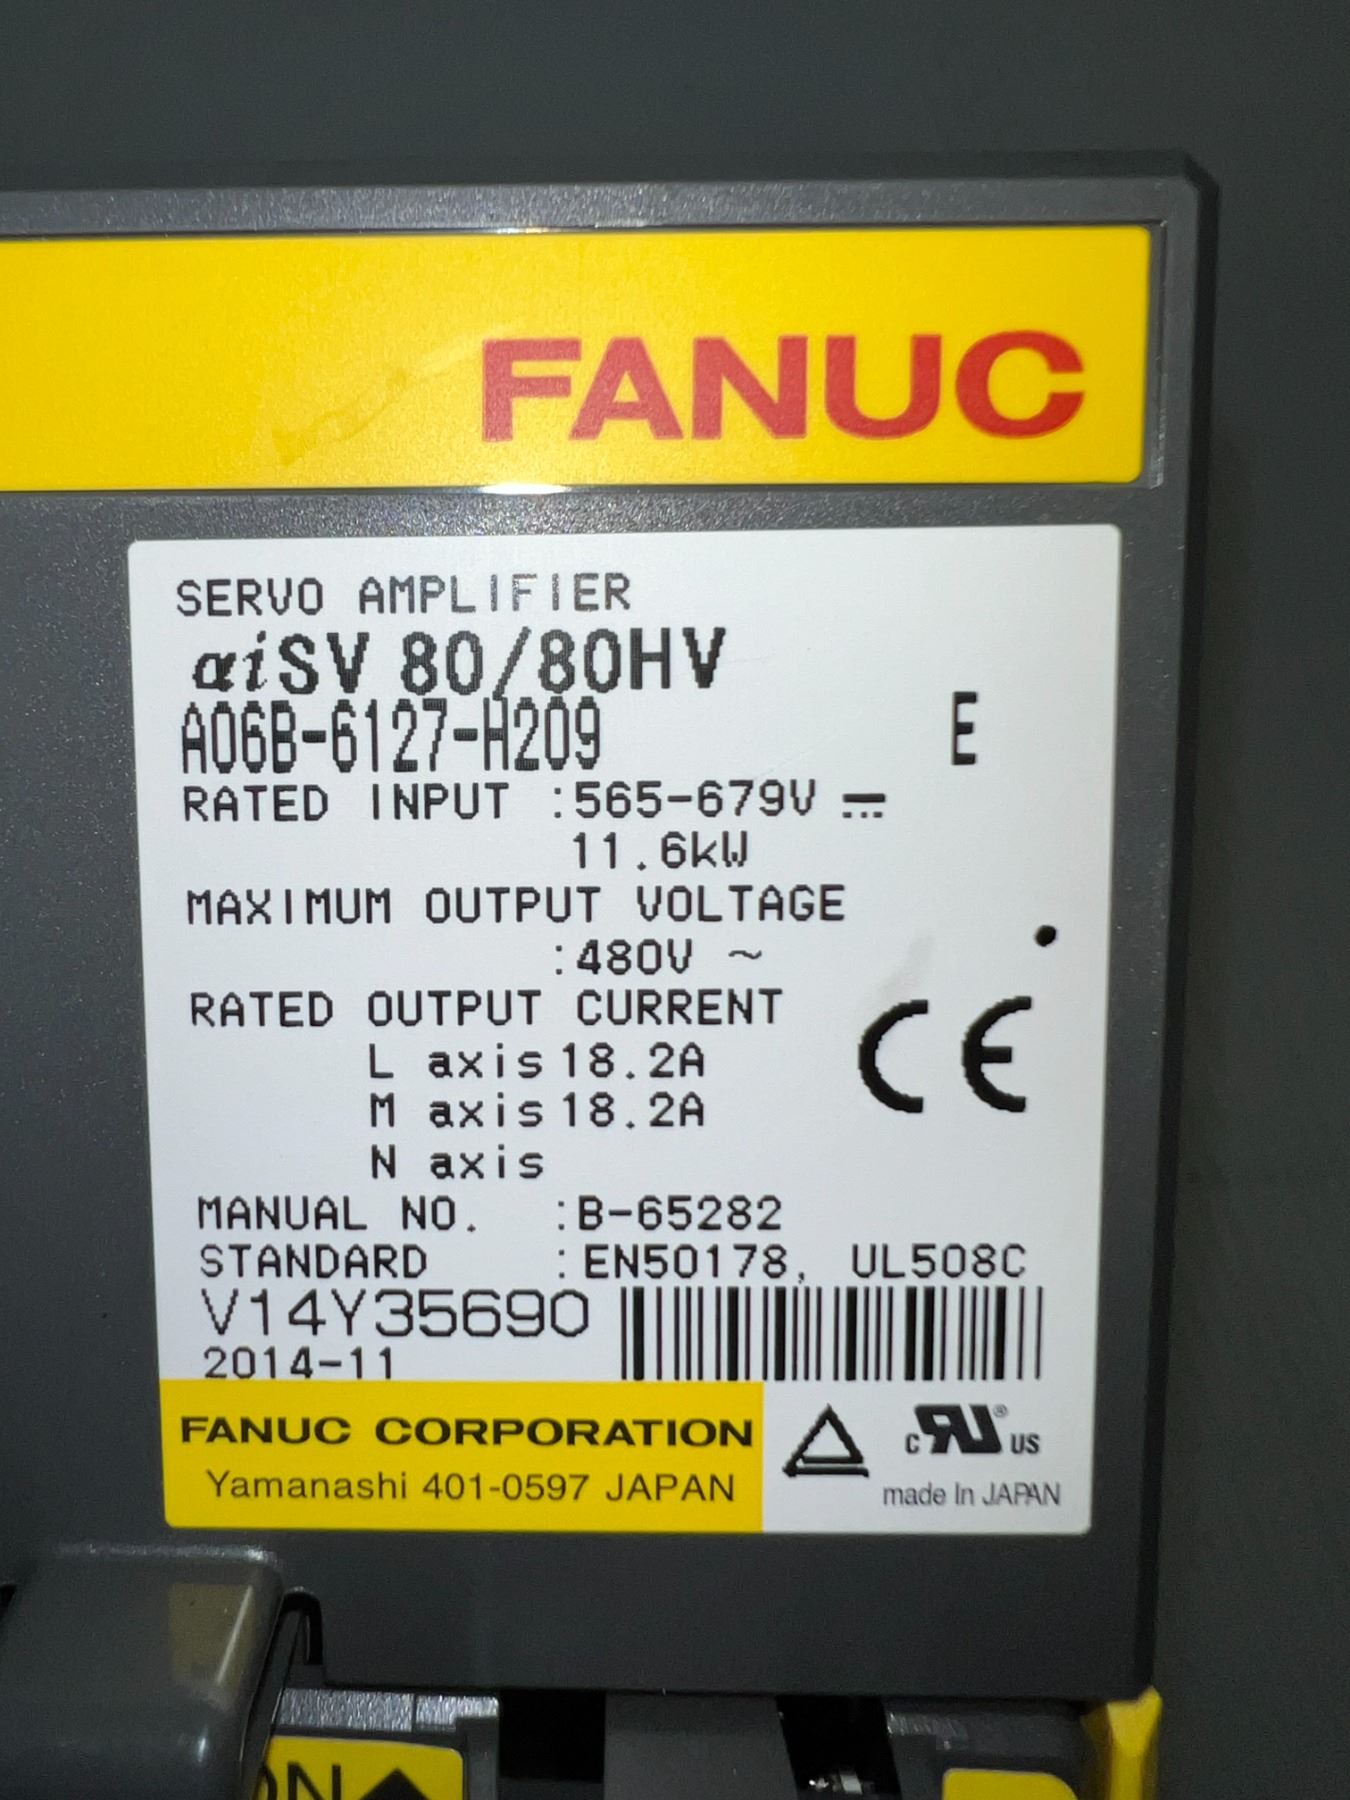 FANUC
SERVO AMPLIFIER
αiSV 80/80HV
A06B-6127-H209 E
RATED INPUT :565-679V ⎓
11.6kW
MAXIMUM OUTPUT VOLTAGE
:480V ~
RATED OUTPUT CURRENT
L axis 18.2A
M axis 18.2A
N axis
CE
MANUAL NO. :B-65282
STANDARD :EN50178, UL508C
V14Y35690
2014-11
FANUC CORPORATION
Yamanashi 401-0597 JAPAN
c RU® US
made In JAPAN
ON